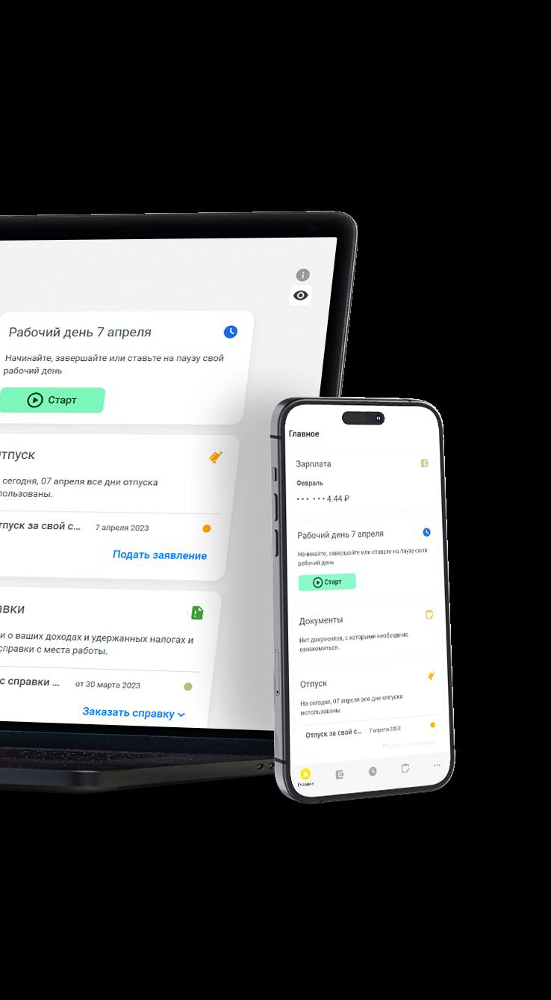 Рабочий день 7 апреля
Начинайте, завершайте или ставьте на паузу свой
рабочий день
Старт
тпуск
сегодня, 07 апреля все дни отпуска
пользованы.
пуск за свой с... 7 апреля 2023
Подать заявление
авки
и о ваших доходах и удержанных налогах и
справки с места работы.
с справки ... от 30 марта 2023
Заказать справку
Главное
Зарплата
Февраль
••• •••4.44 ₽
Рабочий день 7 апреля
Начинайте, завершайте или ставьте на паузу свой
рабочий день
Старт
Документы
Нет документов, с которыми необходимо
ознакомиться.
Отпуск
На сегодня, 07 апреля все дни отпуска
использованы.
Отпуск за свой с... 7 апреля 2023
Главное